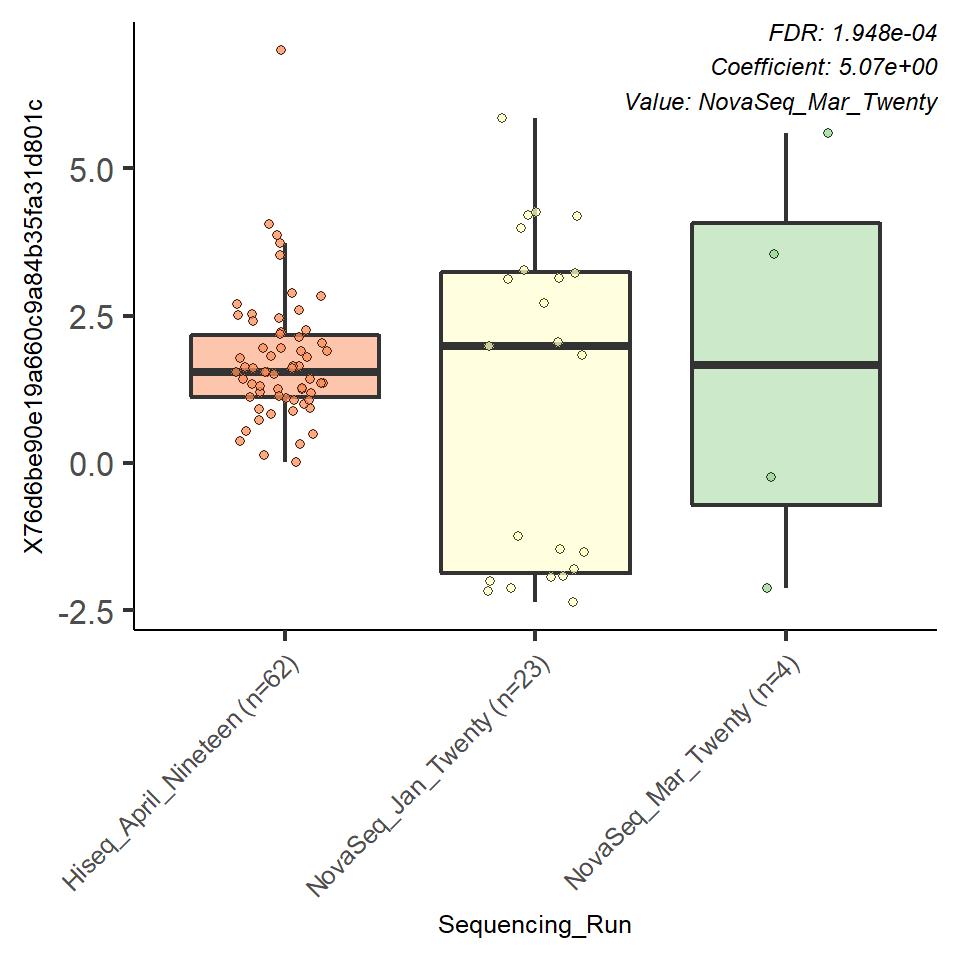 FDR: 1.948e-04
Coefficient: 5.07e+00
Value: NovaSeq_Mar_Twenty
X76d6be90e19a660c9a84b35fa31d801c
5.0
2.5
0.0
-2.5
Hiseq_April_Nineteen (n=62)
NovaSeq_Jan_Twenty (n=23)
NovaSeq_Mar_Twenty (n=4)
Sequencing_Run